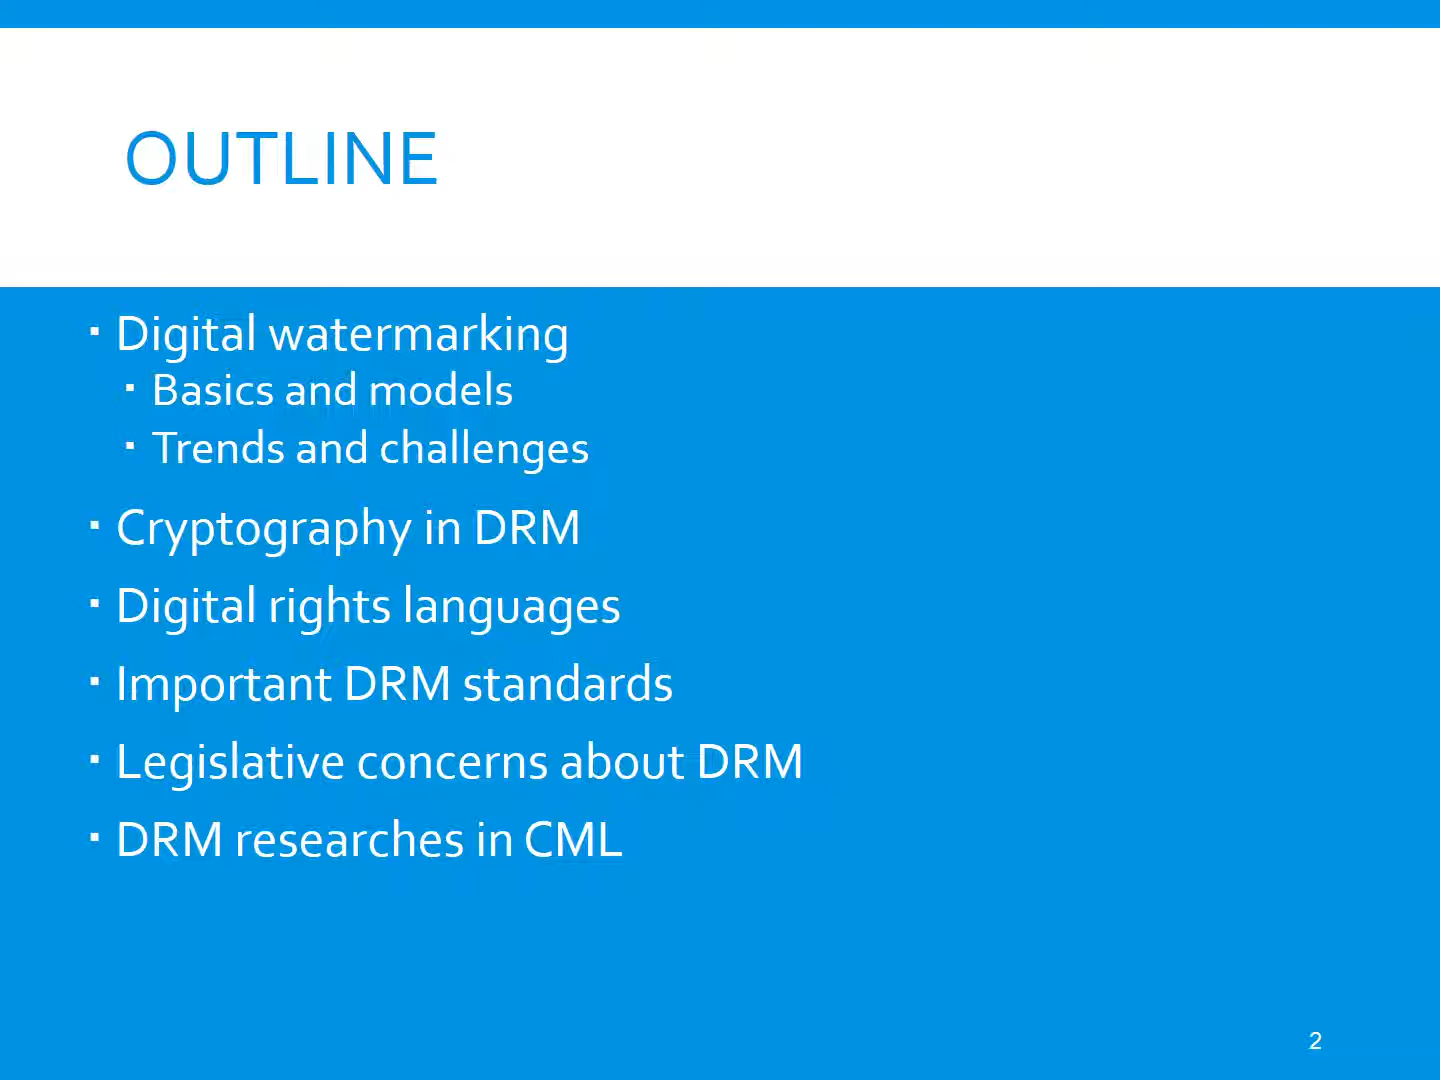 OUTLINE
▪ Digital watermarking
▪ Basics and models
▪ Trends and challenges
▪ Cryptography in DRM
▪ Digital rights languages
▪ Important DRM standards
▪ Legislative concerns about DRM
▪ DRM researches in CML
2